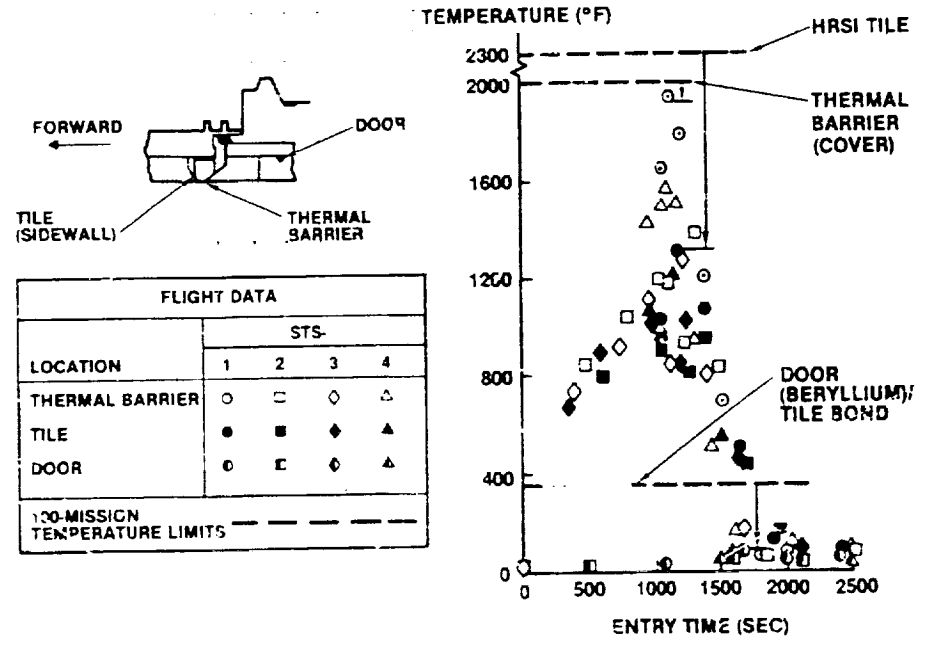 TEMPERATURE (°F)
HRSI TILE
2300
2000
THERMAL
BARRIER
(COVER)
FORWARD
DOOR
1600
TILE
(SIDEWALL)
THERMAL
BARRIER
1200
FLIGHT DATA
STS-
LOCATION 1 2 3 4
THERMAL BARRIER
TILE
DOOR
100-MISSION
TEMPERATURE LIMITS
800
DOOR
(BERYLLIUM)/
TILE BOND
400
0
0 500 1000 1500 2000 2500
ENTRY TIME (SEC)